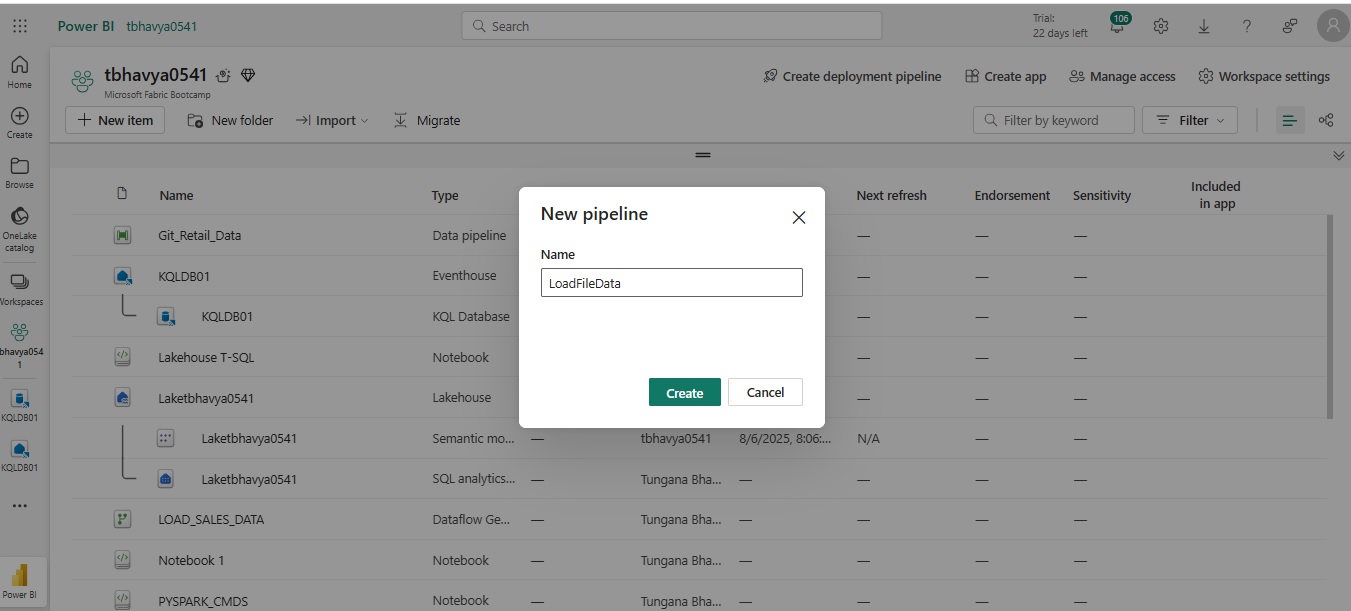 Power BI tbhavya0541 Search Trial: 106
22 days left
Home
Create
Browse
OneLake
catalog
Workspaces
bhavya054
1
KQLDB01
KQLDB01
Power BI
tbhavya0541 Create deployment pipeline Create app Manage access Workspace settings
Microsoft Fabric Bootcamp
New item New folder Import Migrate Filter by keyword Filter
Name Type Next refresh Endorsement Sensitivity Included
in app
Git_Retail_Data Data pipeline — — —
KQLDB01 Eventhouse — — —
KQLDB01 KQL Database — — —
Lakehouse T-SQL Notebook — — —
Laketbhavya0541 Lakehouse — — —
Laketbhavya0541 Semantic mo... — tbhavya0541 8/6/2025, 8:06:... N/A — —
Laketbhavya0541 SQL analytics... — Tungana Bha... — — — —
LOAD_SALES_DATA Dataflow Ge... — Tungana Bha... — — — —
Notebook 1 Notebook — Tungana Bha... — — — —
PYSPARK_CMDS Notebook — Tungana Bha... — — — —
New pipeline
Name
LoadFileData
Create Cancel